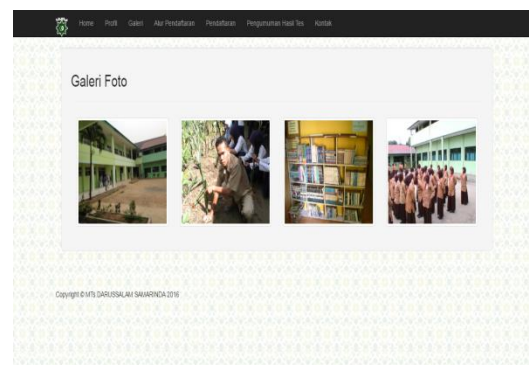 Home Profil Galeri Alur Pendaftaran Pendaftaran Pengumuman Hasil Tes Kontak
Galeri Foto
Copyright © MTs DARUSSALAM SAMARINDA 2016